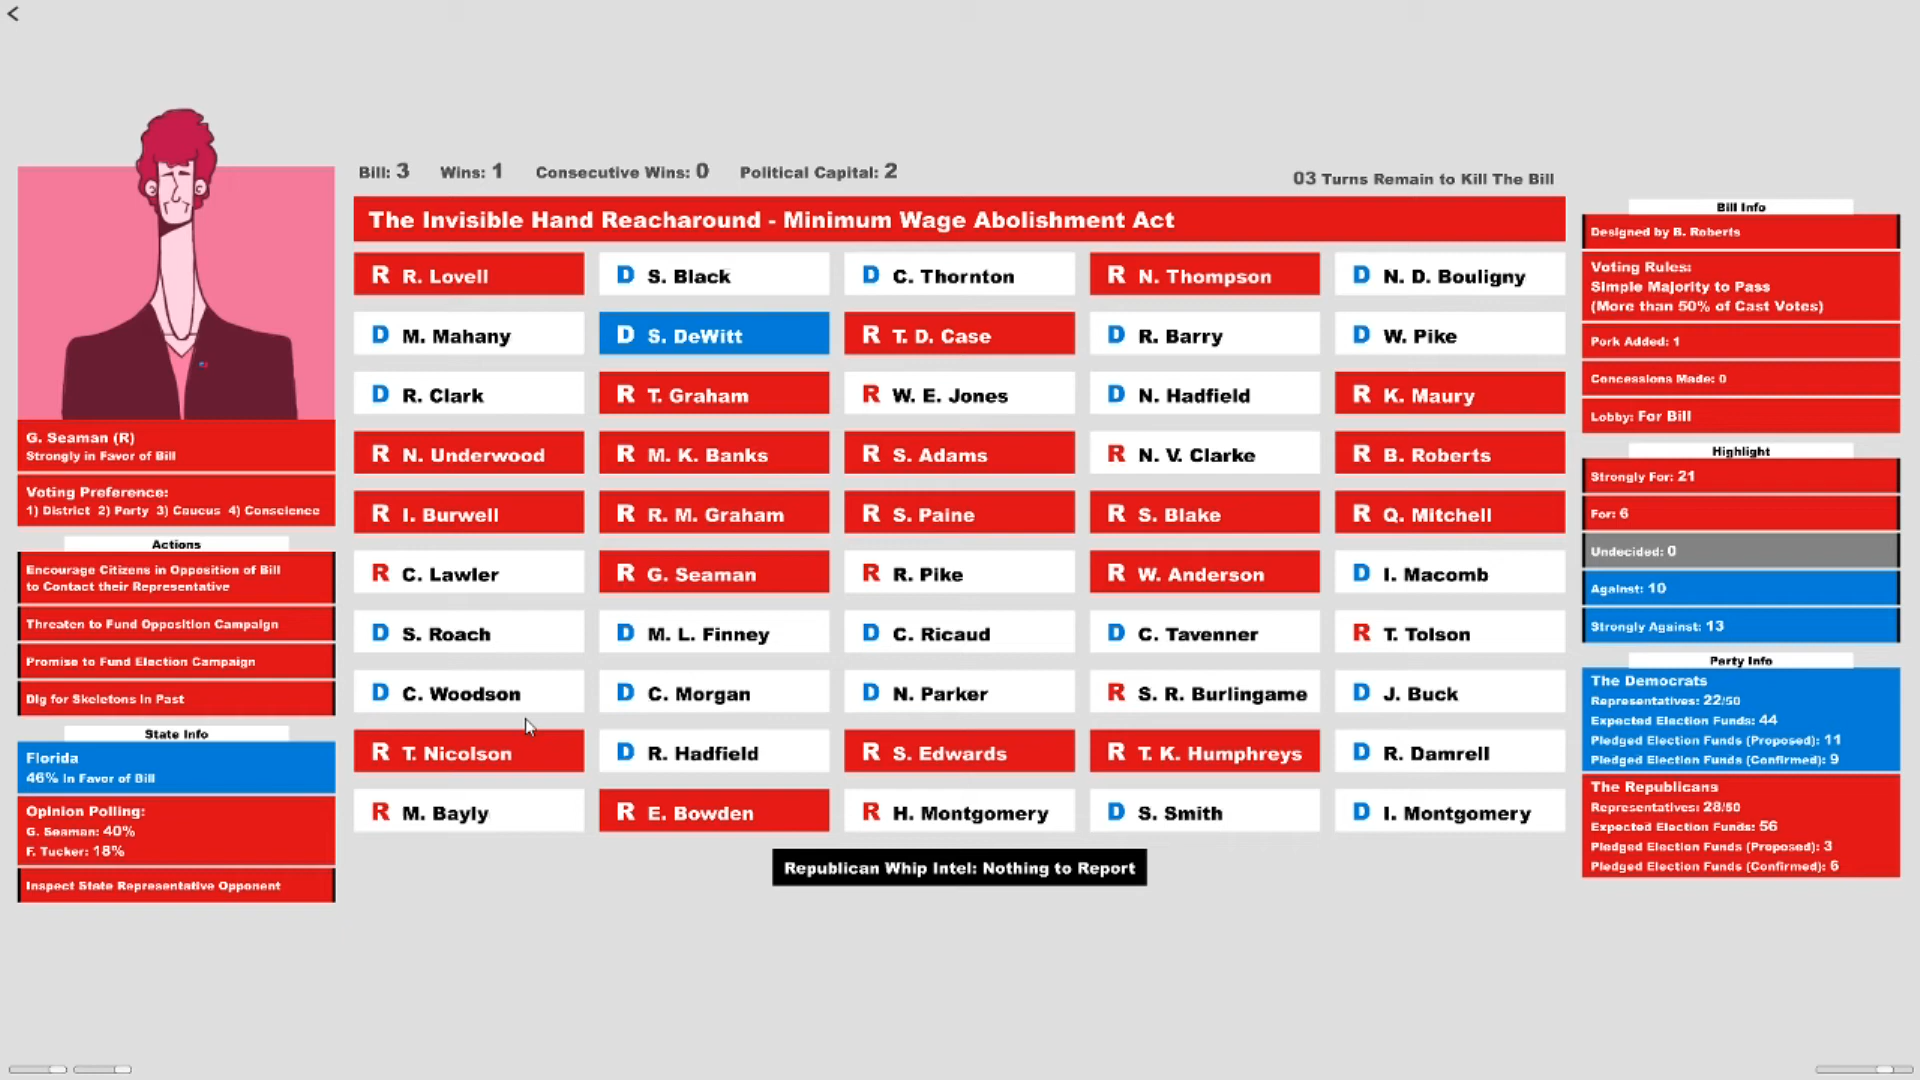 Bill: 3 Wins: 1 Consecutive Wins: 0 Political Capital: 2
03 Turns Remain to Kill The Bill
The Invisible Hand Reacharound - Minimum Wage Abolishment Act
R R. Lovell D S. Black D C. Thornton R N. Thompson D N. D. Bouligny
D M. Mahany D S. DeWitt R T. D. Case D R. Barry D W. Pike
D R. Clark R T. Graham R W. E. Jones D N. Hadfield R K. Maury
R N. Underwood R M. K. Banks R S. Adams R N. V. Clarke R B. Roberts
R I. Burwell R R. M. Graham R S. Paine R S. Blake R Q. Mitchell
R C. Lawler R G. Seaman R R. Pike R W. Anderson D I. Macomb
D S. Roach D M. L. Finney D C. Ricaud D C. Tavenner R T. Tolson
D C. Woodson D C. Morgan D N. Parker R S. R. Burlingame D J. Buck
R T. Nicolson D R. Hadfield R S. Edwards R T. K. Humphreys D R. Damrell
R M. Bayly R E. Bowden R H. Montgomery D S. Smith D I. Montgomery
Republican Whip Intel: Nothing to Report
G. Seaman (R)
Strongly in Favor of Bill
Voting Preference:
1) District 2) Party 3) Caucus 4) Conscience
Actions
Encourage Citizens in Opposition of Bill
to Contact their Representative
Threaten to Fund Opposition Campaign
Promise to Fund Election Campaign
Dig for Skeletons In Past
State Info
Florida
46% In Favor of Bill
Opinion Polling:
G. Seaman: 40%
F. Tucker: 18%
Inspect State Representative Opponent
Bill Info
Designed by B. Roberts
Voting Rules:
Simple Majority to Pass
(More than 50% of Cast Votes)
Pork Added: 1
Concessions Made: 0
Lobby: For Bill
Highlight
Strongly For: 21
For: 6
Undecided: 0
Against: 10
Strongly Against: 13
Party Info
The Democrats
Representatives: 22/50
Expected Election Funds: 44
Pledged Election Funds (Proposed): 11
Pledged Election Funds (Confirmed): 9
The Republicans
Representatives: 28/50
Expected Election Funds: 56
Pledged Election Funds (Proposed): 3
Pledged Election Funds (Confirmed): 6